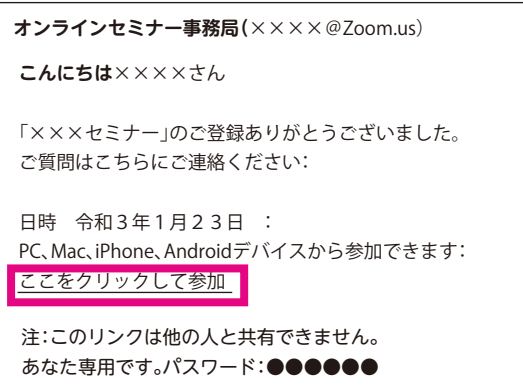 オンラインセミナー事務局(××××@Zoom.us)
こんにちは××××さん
「×××セミナー」のご登録ありがとうございました。
ご質問はこちらにご連絡ください:
日時 令和3年1月23日 :
PC、Mac、iPhone、Androidデバイスから参加できます:
ここをクリックして参加
注:このリンクは他の人と共有できません。
あなた専用です。パスワード:●●●●●●